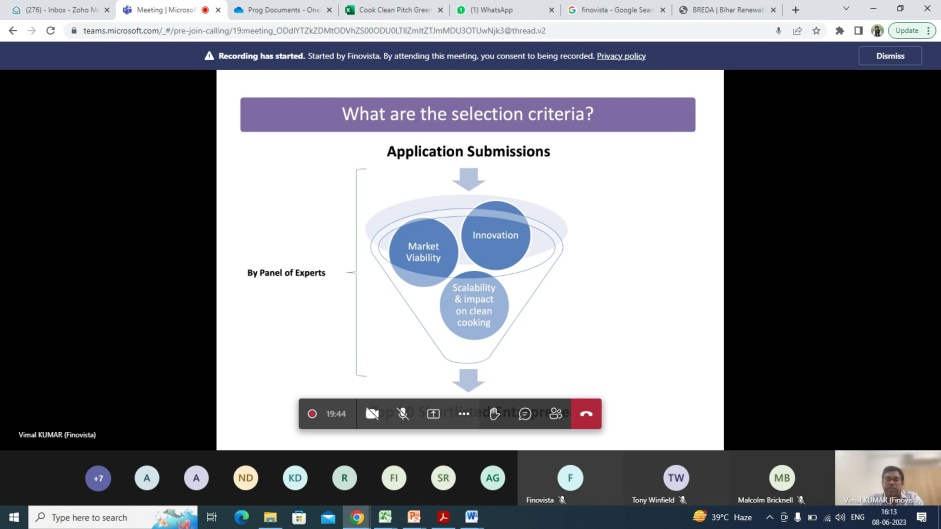 (276) - Inbox - Zoho M
Meeting | Microsof
Prog Documents - One
Cook Clean Pitch Green
(1) WhatsApp
finovista - Google Sear
BREDA | Bihar Renewal
teams.microsoft.com/_#/pre-join-calling/19:meeting_ODdlYTZkZDMtODVhZS00ODU0LTllZmItZTJmMDU3OTUwNjk3@thread.v2
Update
Recording has started. Started by Finovista. By attending this meeting, you consent to being recorded. Privacy policy
Dismiss
What are the selection criteria?
Application Submissions
Innovation
Market
Viability
By Panel of Experts
Scalability
& impact
on clean
cooking
19:44
Vimal KUMAR (Finovista)
+7
A
A
ND
KD
R
FI
SR
AG
F
TW
MB
Finovista
Tony Winfield
Malcolm Bricknell
Vimal KUMAR (Finovista)
Type here to search
39°C Haze
ENG
16:13
08-06-2023